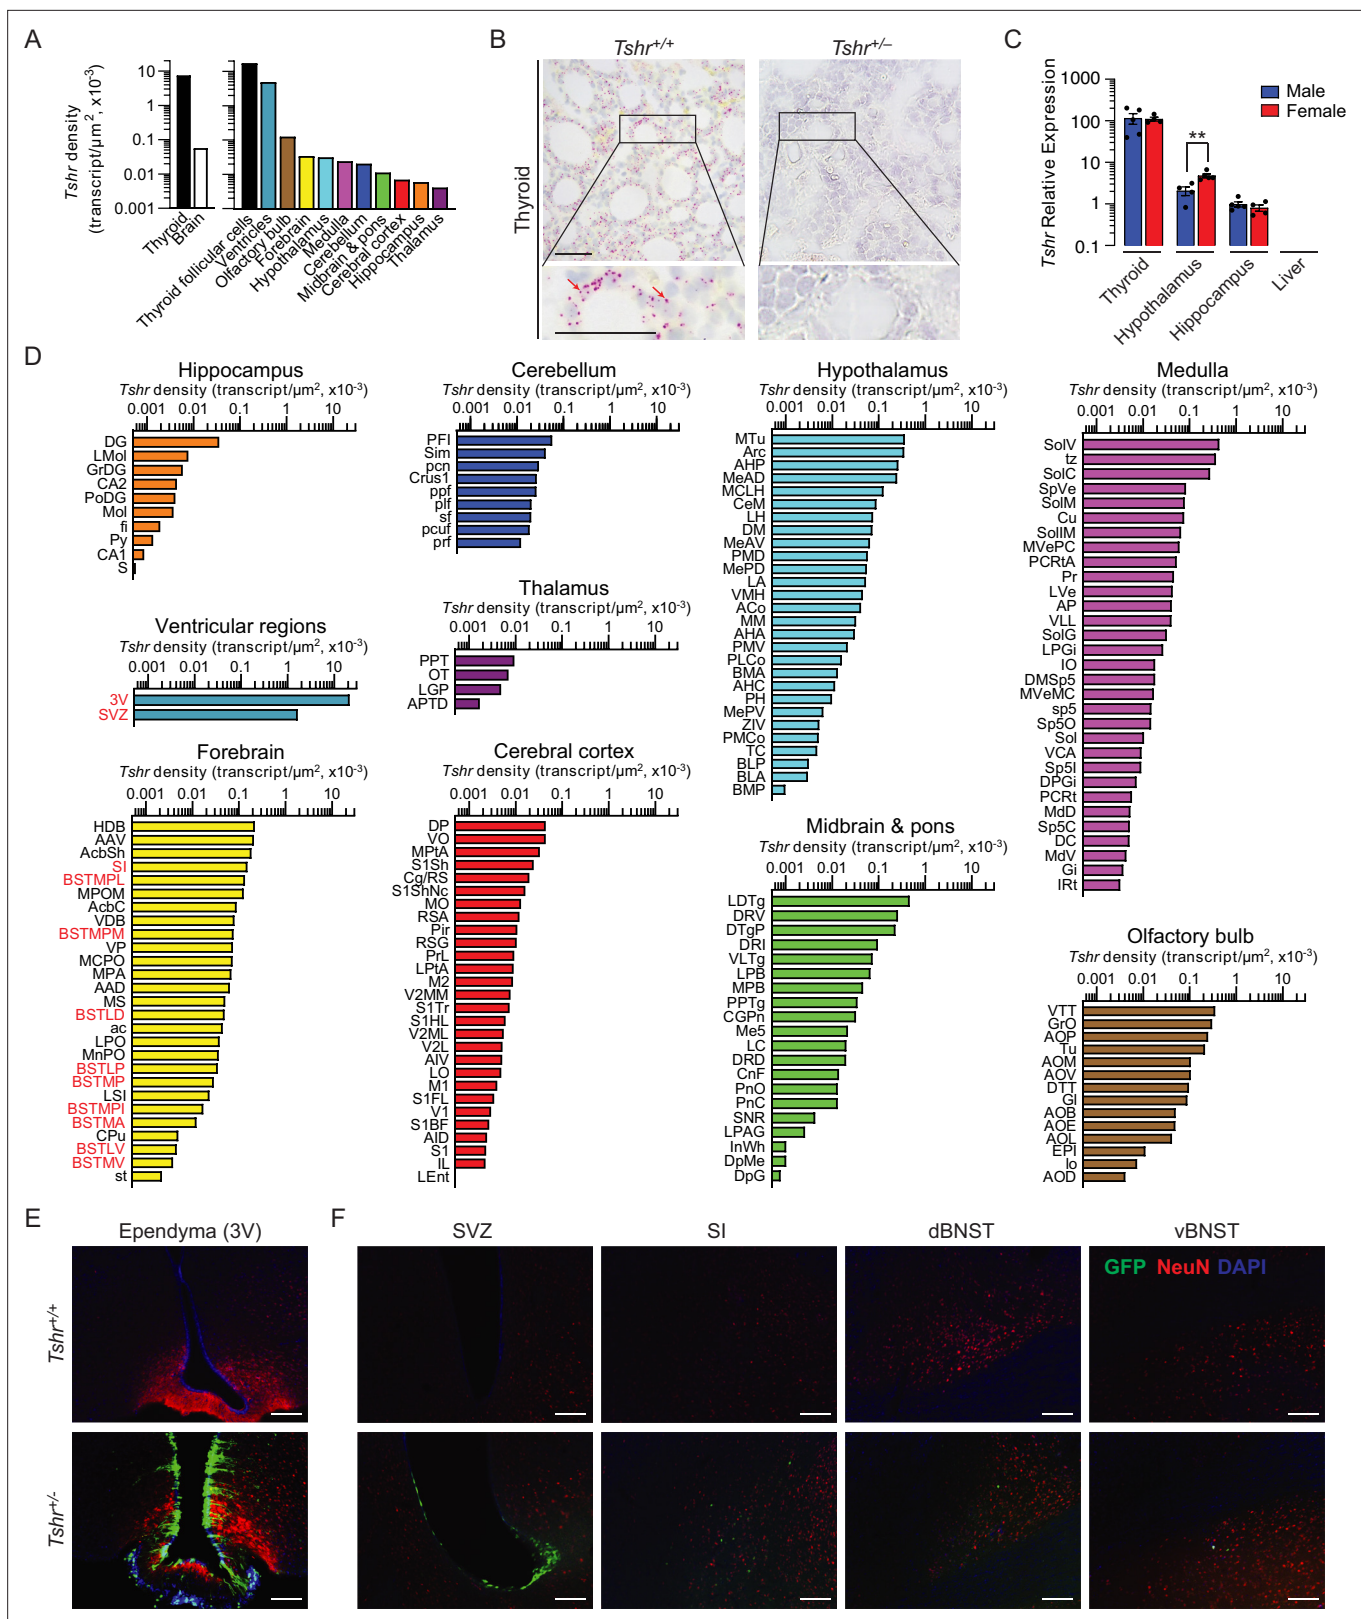 A
Tshr density
(transcript/µm², x10-3)
10
1
0.1
0.01
0.001
Thyroid
Brain
Thyroid follicular cells
Ventricles
Olfactory bulb
Forebrain
Hypothalamus
Medulla
Cerebellum
Midbrain & pons
Cerebral cortex
Hippocampus
Thalamus
B
Tshr+/+
Tshr+/–
Thyroid
C
Tshr Relative Expression
1000
100
10
1
0.1
Male
Female
**
Thyroid
Hypothalamus
Hippocampus
Liver
D
Hippocampus
Tshr density (transcript/µm², x10-3)
0.001 0.01 0.1 1 10
DG
LMol
GrDG
CA2
PoDG
Mol
fi
Py
CA1
S
Ventricular regions
Tshr density (transcript/µm², x10-3)
0.001 0.01 0.1 1 10
3V
SVZ
Forebrain
Tshr density (transcript/µm², x10-3)
0.001 0.01 0.1 1 10
HDB
AAV
AcbSh
SI
BSTMPL
MPOM
AcbC
VDB
BSTMPM
VP
MCPO
MPA
AAD
MS
BSTLD
ac
LPO
MnPO
BSTLP
BSTMP
LSI
BSTMPI
BSTMA
CPu
BSTLV
BSTMV
st
Cerebellum
Tshr density (transcript/µm², x10-3)
0.001 0.01 0.1 1 10
PFl
Sim
pcn
Crus1
ppf
plf
sf
pcuf
prf
Thalamus
Tshr density (transcript/µm², x10-3)
0.001 0.01 0.1 1 10
PPT
OT
LGP
APTD
Cerebral cortex
Tshr density (transcript/µm², x10-3)
0.001 0.01 0.1 1 10
DP
VO
MPtA
S1Sh
Cg/RS
S1ShNc
MO
RSA
Pir
RSG
PrL
LPtA
M2
V2MM
S1Tr
S1HL
V2ML
V2L
AIV
LO
M1
S1FL
V1
S1BF
AID
S1
IL
LEnt
Hypothalamus
Tshr density (transcript/µm², x10-3)
0.001 0.01 0.1 1 10
MTu
Arc
AHP
MeAD
MCLH
CeM
LH
DM
MeAV
PMD
MePD
LA
VMH
ACo
MM
AHA
PMV
PLCo
BMA
AHC
PH
MePV
ZIV
PMCo
TC
BLP
BLA
BMP
Midbrain & pons
Tshr density (transcript/µm², x10-3)
0.001 0.01 0.1 1 10
LDTg
DRV
DTgP
DRI
VLTg
LPB
MPB
PPTg
CGPn
Me5
LC
DRD
CnF
PnO
PnC
SNR
LPAG
InWh
DpMe
DpG
Medulla
Tshr density (transcript/µm², x10-3)
0.001 0.01 0.1 1 10
SolV
tz
SolC
SpVe
SolM
Cu
SolIM
MVePC
PCRtA
Pr
LVe
AP
VLL
SolG
LPGi
IO
DMSp5
MVeMC
sp5
Sp5O
Sol
VCA
Sp5I
DPGi
PCRt
MdD
Sp5C
DC
MdV
Gi
IRt
Olfactory bulb
Tshr density (transcript/µm², x10-3)
0.001 0.01 0.1 1 10
VTT
GrO
AOP
Tu
AOM
AOV
DTT
Gl
AOB
AOE
AOL
EPI
lo
AOD
E
Ependyma (3V)
Tshr+/+
Tshr+/-
F
SVZ
SI
dBNST
vBNST
GFP NeuN DAPI